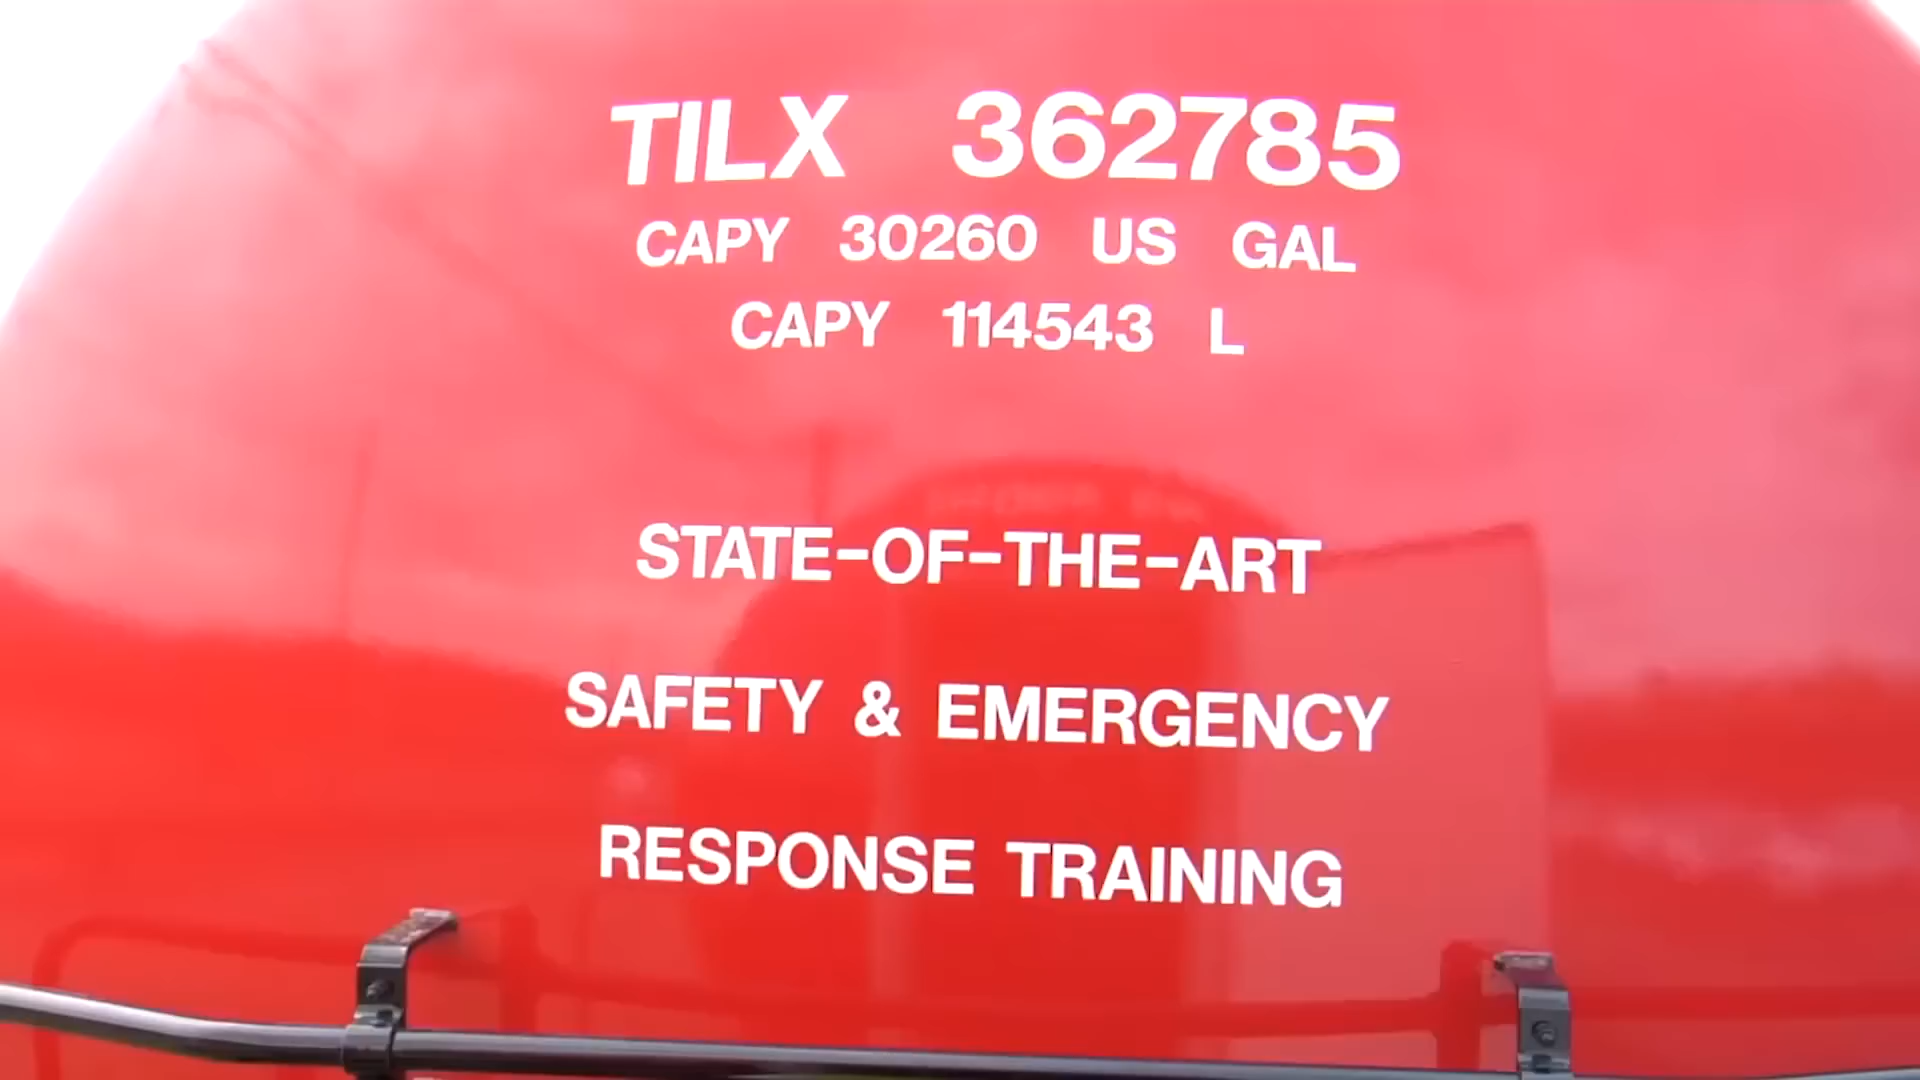 TILX 362785
CAPY 30260 US GAL
CAPY 114543 L
STATE-OF-THE-ART
SAFETY & EMERGENCY
RESPONSE TRAINING